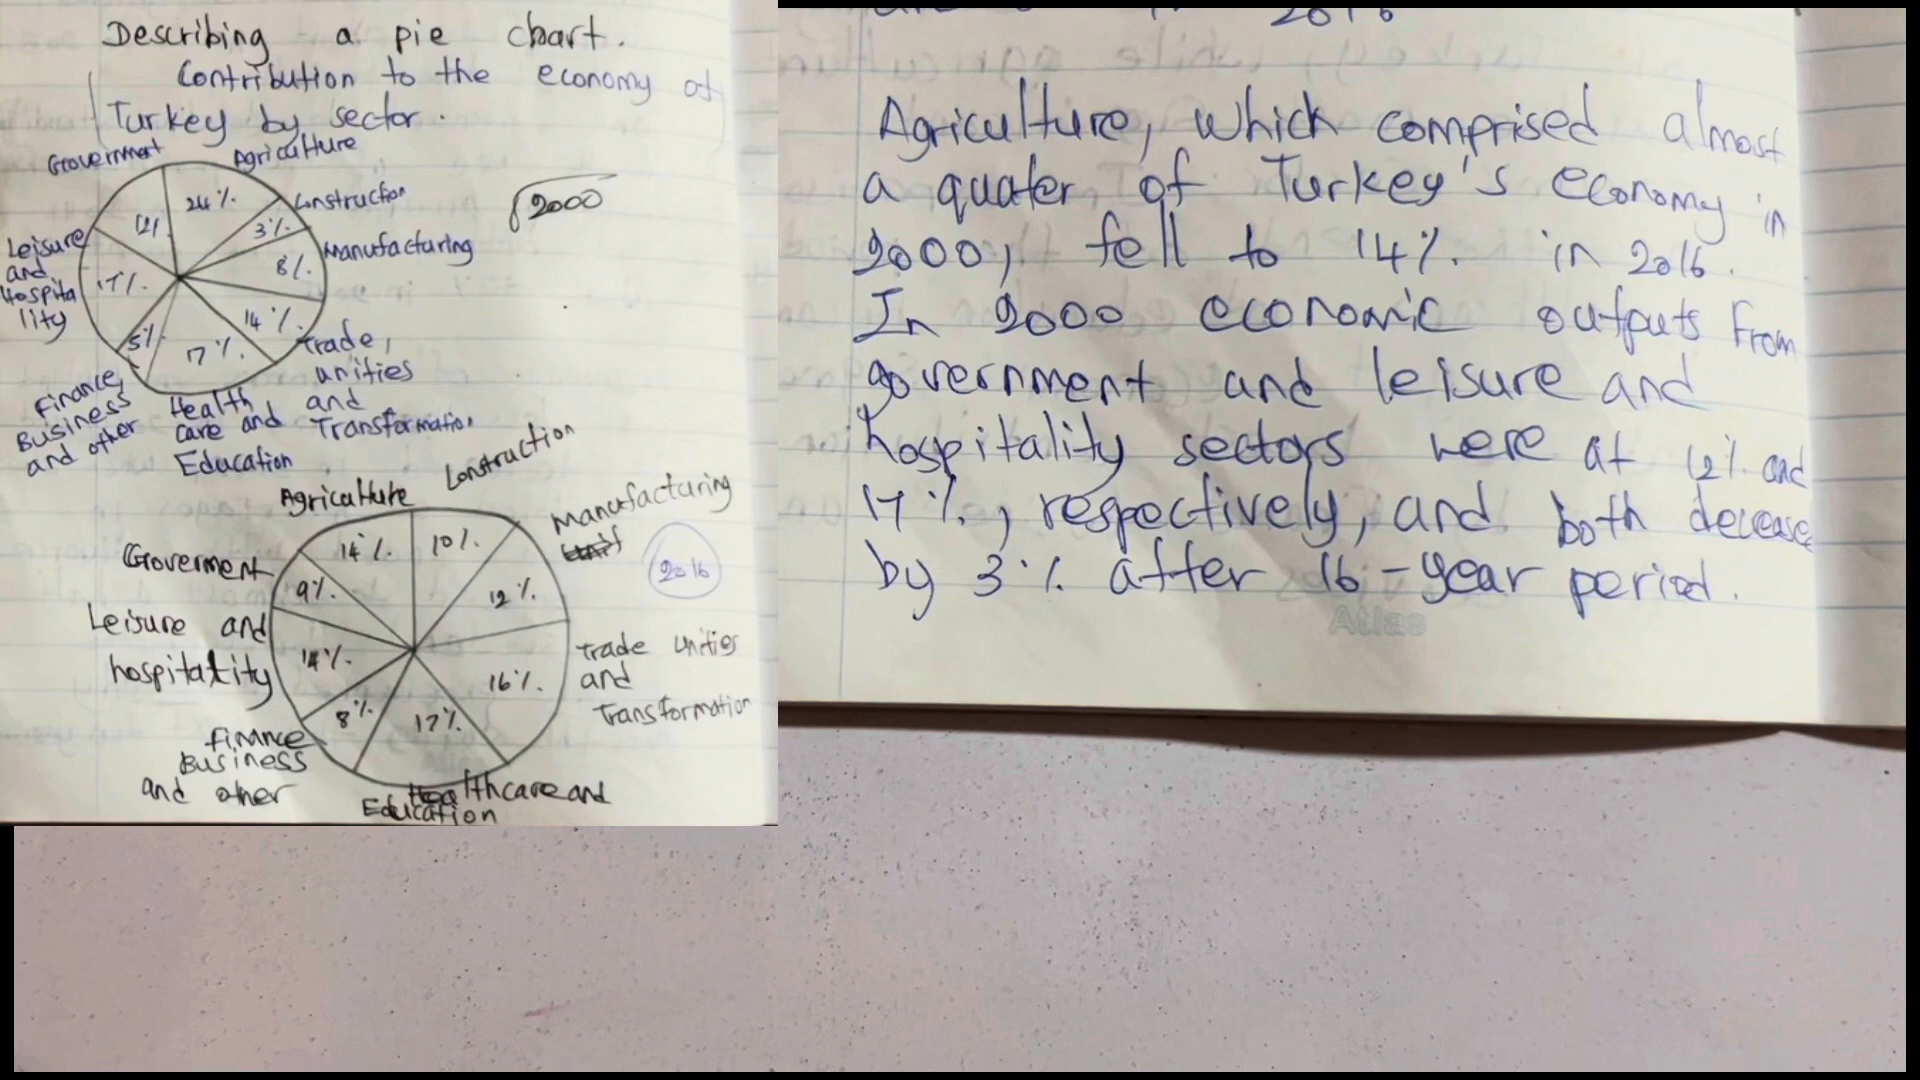 Describing a pie chart.
Contribution to the economy of
Turkey by sector.
Government
Agriculture
24%.
Construction
2000
12%.
3%.
Leisure
and
Hospita
lity
Manufacturing
8%.
17%.
14%.
5%.
17%.
Trade,
unities
and
Transformation
Finance,
Business
and other
Health
care and
Education
Construction
Agriculture
Manufacturing
14%.
10%.
2016
Goverment
9%.
12%.
Leisure and
hospitality
14%.
Trade Unities
and
Transformation
16%.
8%.
17%.
Finance
Business
and other
Healthcare and
Education
2016
Agriculture, which comprised almost
a quater of Turkey's economy in
2000, fell to 14%. in 2016.
In 2000 economic outputs From
government and leisure and
hospitality sectors were at 12%. and
17%., respectively, and both decease
by 3%. after 16-year period.
Atlas